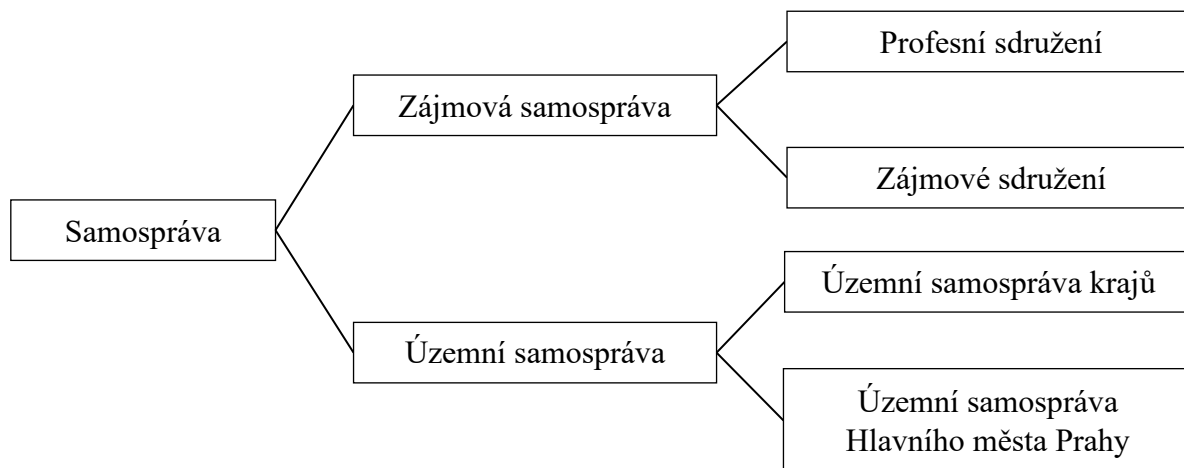 Profesní sdružení
Zájmová samospráva
Zájmové sdružení
Samospráva
Územní samospráva krajů
Územní samospráva
Územní samospráva
Hlavního města Prahy